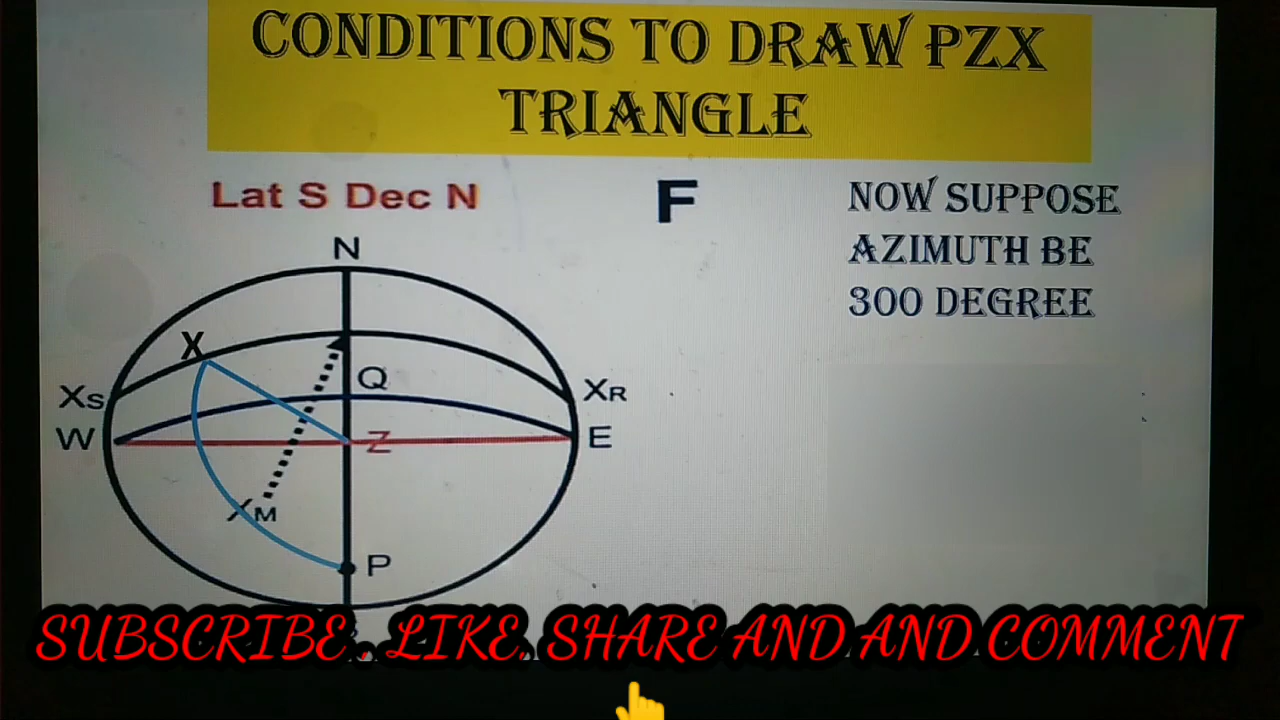 CONDITIONS TO DRAW PZX
TRIANGLE
Lat S Dec N
F
NOW SUPPOSE
AZIMUTH BE
300 DEGREE
N
X
Q
Xs
XR
W
Z
E
XM
P
SUBSCRIBE.. LIKE. SHARE AND AND COMMENT